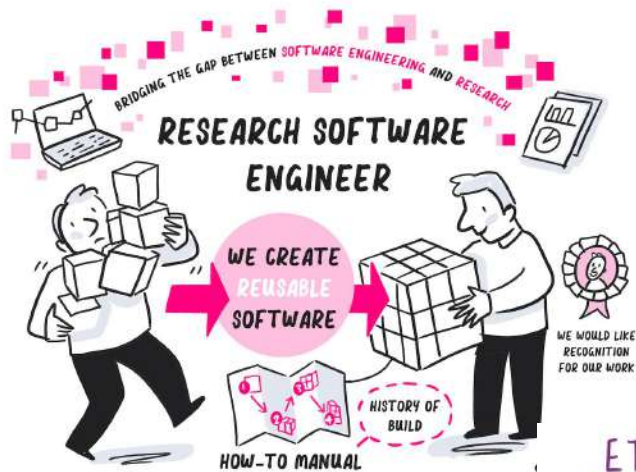 BRIDGING THE GAP BETWEEN SOFTWARE ENGINEERING AND RESEARCH
RESEARCH SOFTWARE
ENGINEER
WE CREATE
REUSABLE
SOFTWARE
WE WOULD LIKE
RECOGNITION
FOR OUR WORK
HISTORY OF
BUILD
HOW-TO MANUAL
ET